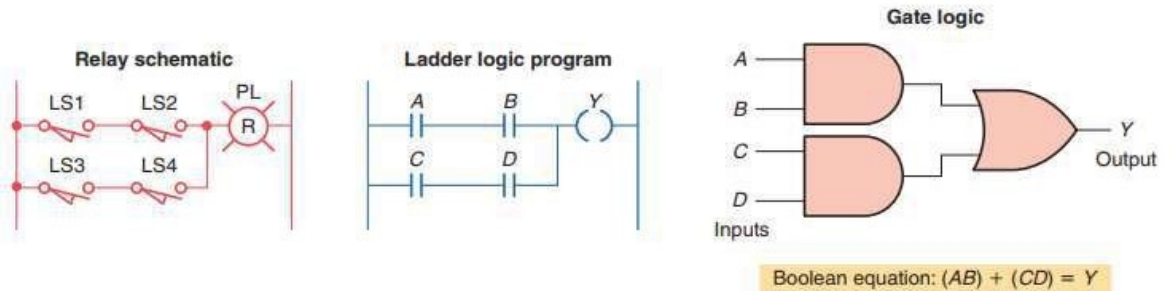 Relay schematic
LS1
LS2
PL
R
LS3
LS4
Ladder logic program
A
B
Y
C
D
Gate logic
A
B
C
D
Inputs
Y
Output
Boolean equation: (AB) + (CD) = Y